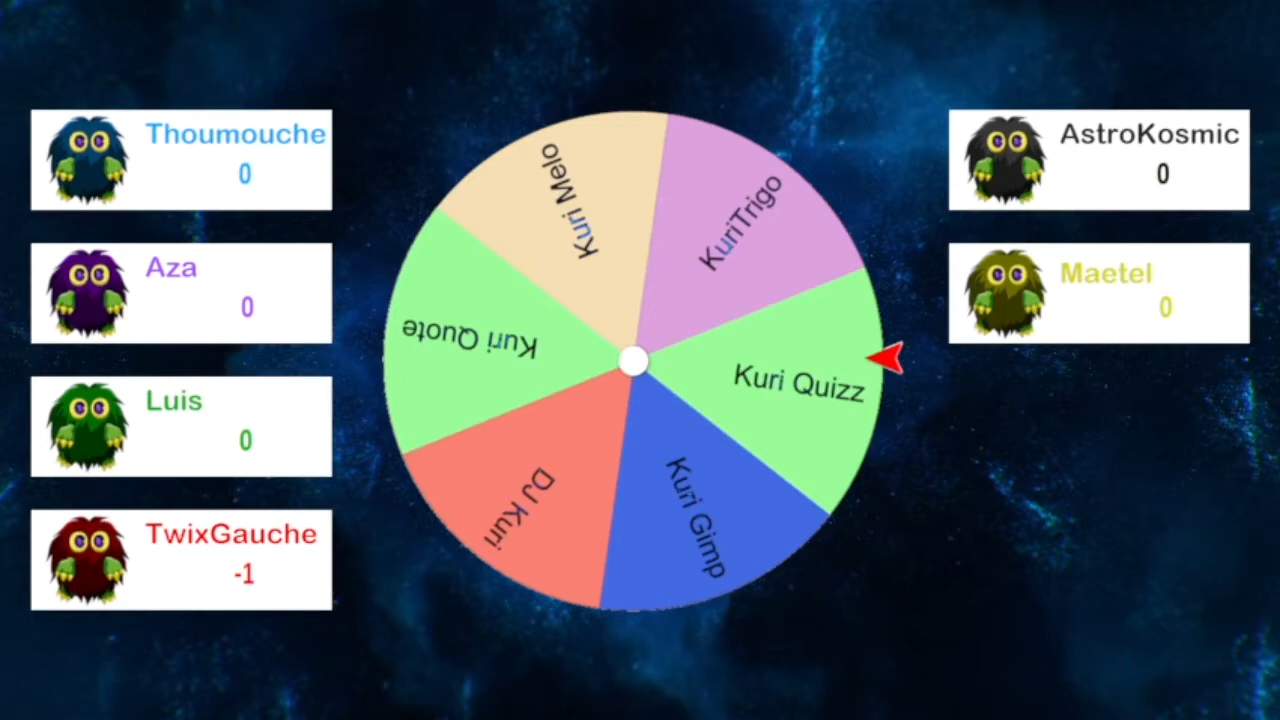 Thoumouche
0
Aza
0
Luis
0
TwixGauche
-1
Kuri Melo
KuriTrigo
Kuri Quote
Kuri Quizz
DJ Kuri
Kuri Gimp
AstroKosmic
0
Maetel
0